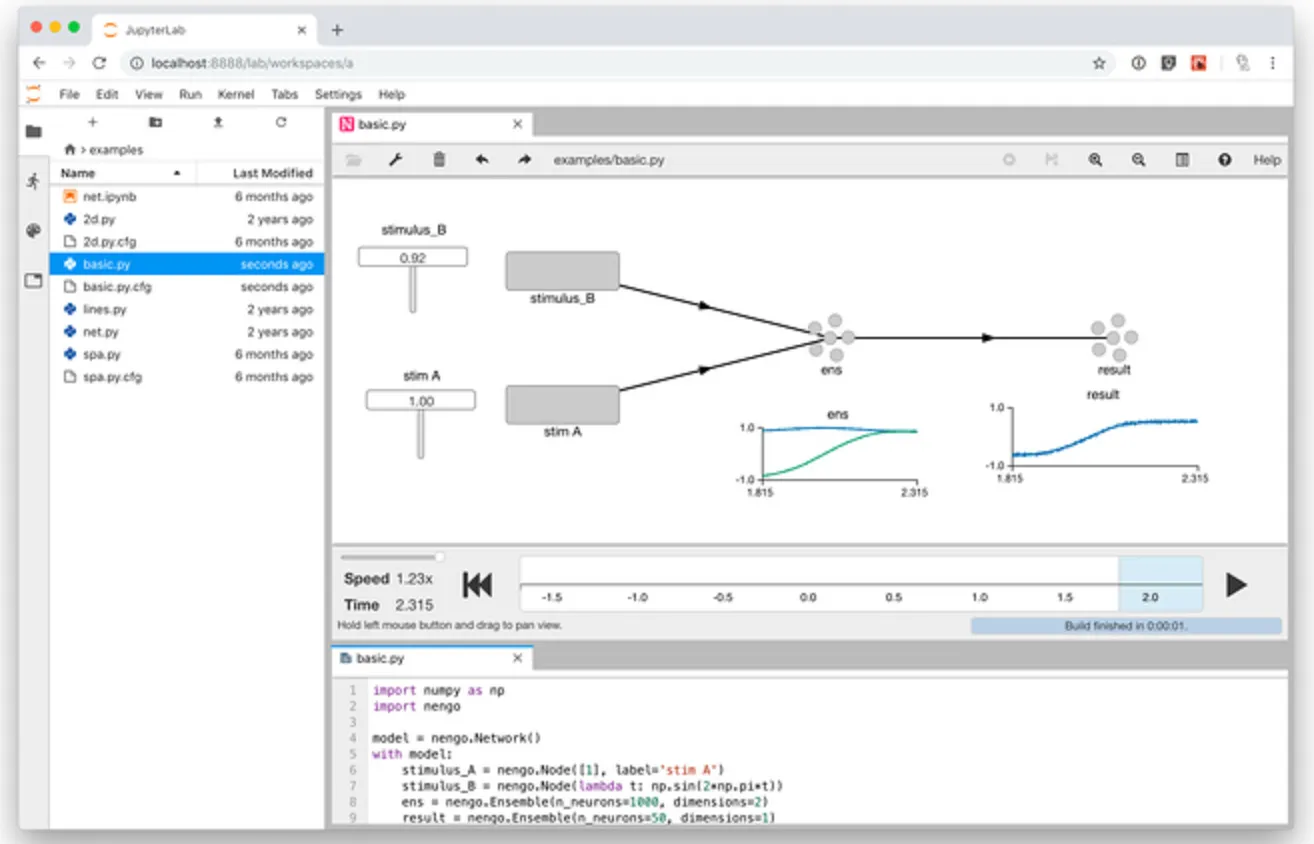 JupyterLab
localhost:8888/lab/workspaces/a
File Edit View Run Kernel Tabs Settings Help
> examples
Name Last Modified
net.ipynb 6 months ago
2d.py 2 years ago
2d.py.cfg 6 months ago
basic.py seconds ago
basic.py.cfg seconds ago
lines.py 2 years ago
net.py 2 years ago
spa.py 6 months ago
spa.py.cfg 6 months ago
N basic.py
examples/basic.py Help
stimulus_B
0.92
stimulus_B
stim A
1.00
stim A
ens
result
ens
1.0
-1.0
1.815 2.315
result
1.0
-1.0
1.815 2.315
Speed 1.23x
Time 2.315
-1.5 -1.0 -0.5 0.0 0.5 1.0 1.5 2.0
Hold left mouse button and drag to pan view.
Build finished in 0:00:01.
basic.py
1 import numpy as np
2 import nengo
3
4 model = nengo.Network()
5 with model:
6 stimulus_A = nengo.Node([1], label='stim A')
7 stimulus_B = nengo.Node(lambda t: np.sin(2*np.pi*t))
8 ens = nengo.Ensemble(n_neurons=1000, dimensions=2)
9 result = nengo.Ensemble(n_neurons=50, dimensions=1)